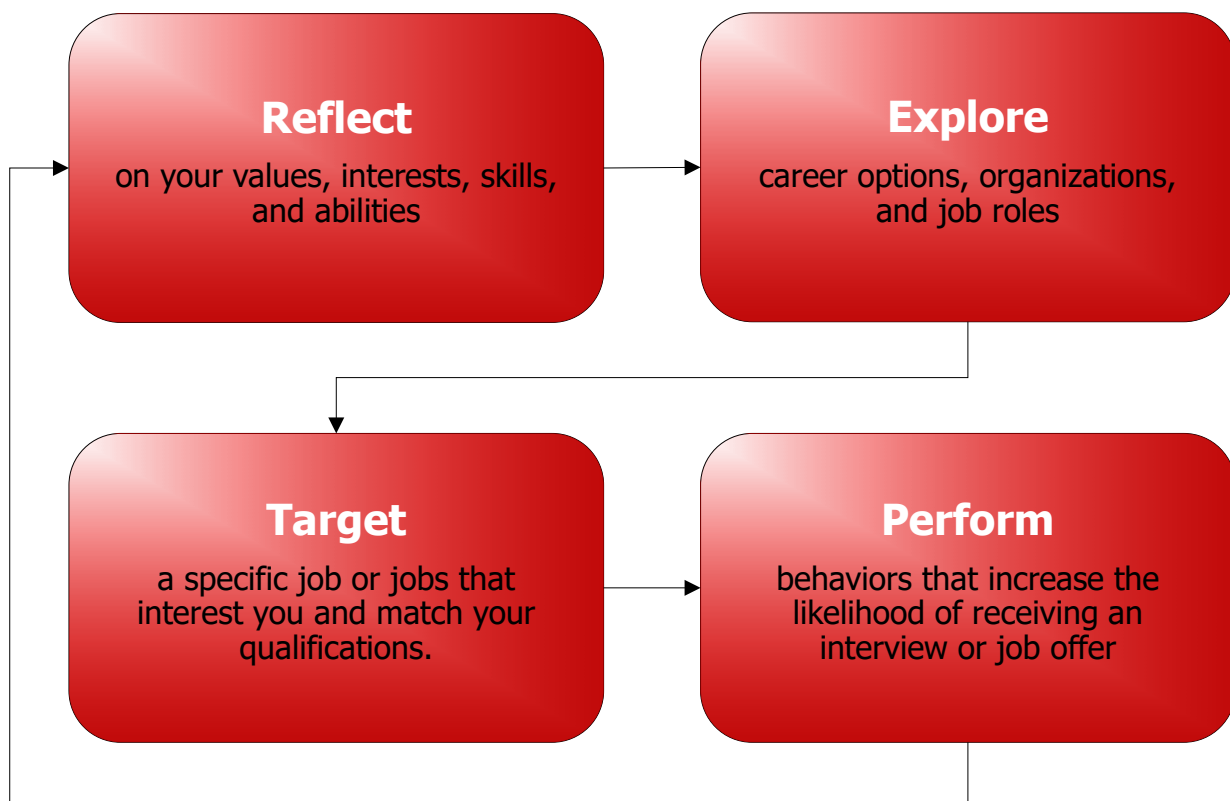 Reflect
on your values, interests, skills,
and abilities
Explore
career options, organizations,
and job roles
Target
a specific job or jobs that
interest you and match your
qualifications.
Perform
behaviors that increase the
likelihood of receiving an
interview or job offer